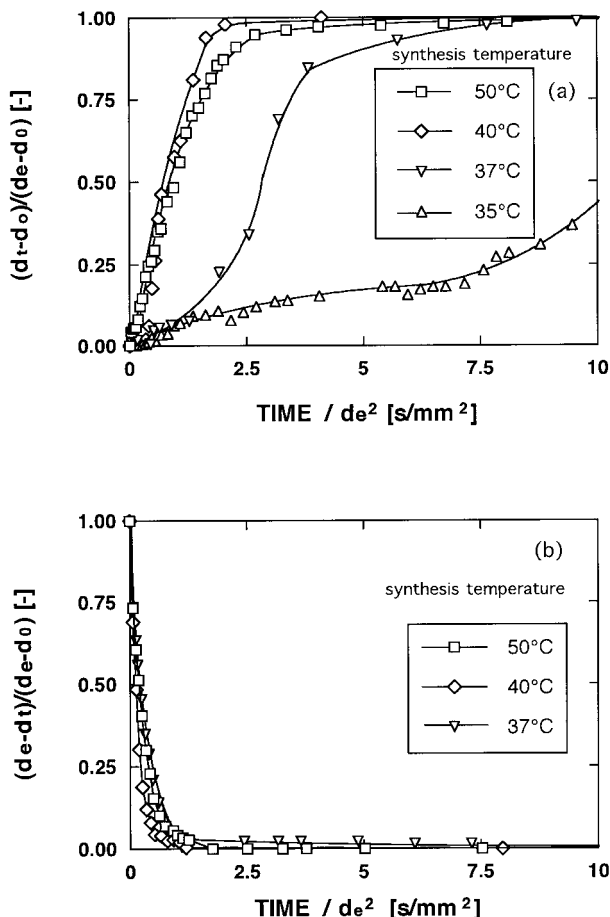 1.00
0.75
0.50
0.25
0.00
(dt-do)/(de-d0) [-]
synthesis temperature
(a)
50°C
40°C
37°C
35°C
0
2.5
5
7.5
10
TIME / de² [s/mm²]
1.00
0.75
0.50
0.25
0.00
(de-dt)/(de-d0) [-]
(b)
synthesis temperature
50°C
40°C
37°C
0
2.5
5
7.5
10
TIME / de² [s/mm²]